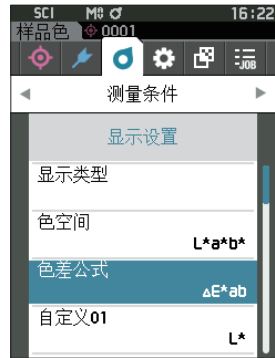 SCI M0 16:22
样品色 0001
JOB
测量条件
显示设置
显示类型
色空间
L*a*b*
色差公式
ΔE*ab
自定义01
L*